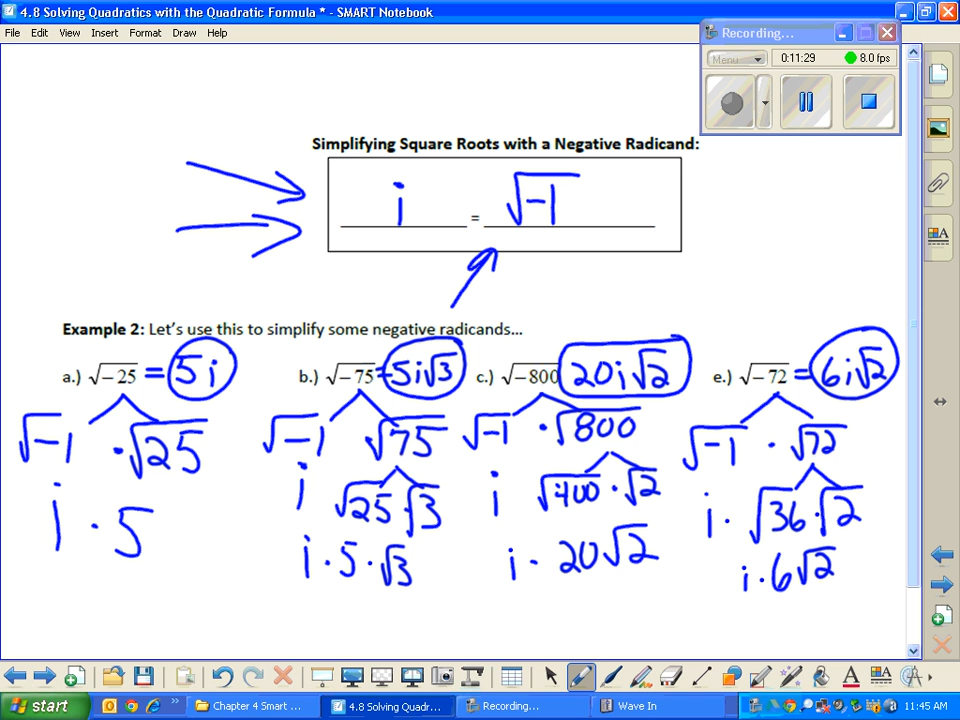 4.8 Solving Quadratics with the Quadratic Formula * - SMART Notebook
File Edit View Insert Format Draw Help
Recording...
Menu 0:11:29 8.0 fps
Simplifying Square Roots with a Negative Radicand:
i = √-1
Example 2: Let's use this to simplify some negative radicands...
a.) √-25 = 5i b.) √-75 = 5i√3 c.) √-800 20i√2 e.) √-72 = 6i√2
√-1 · √25 √-1 √75 √-1 · √800 √-1 · √72
i · 5 i √25 · √3 i √400 · √2 i · √36 · √2
i · 5 · √3 i · 20√2 i · 6√2
start Chapter 4 Smart ... 4.8 Solving Quadr... Recording... Wave In 11:45 AM